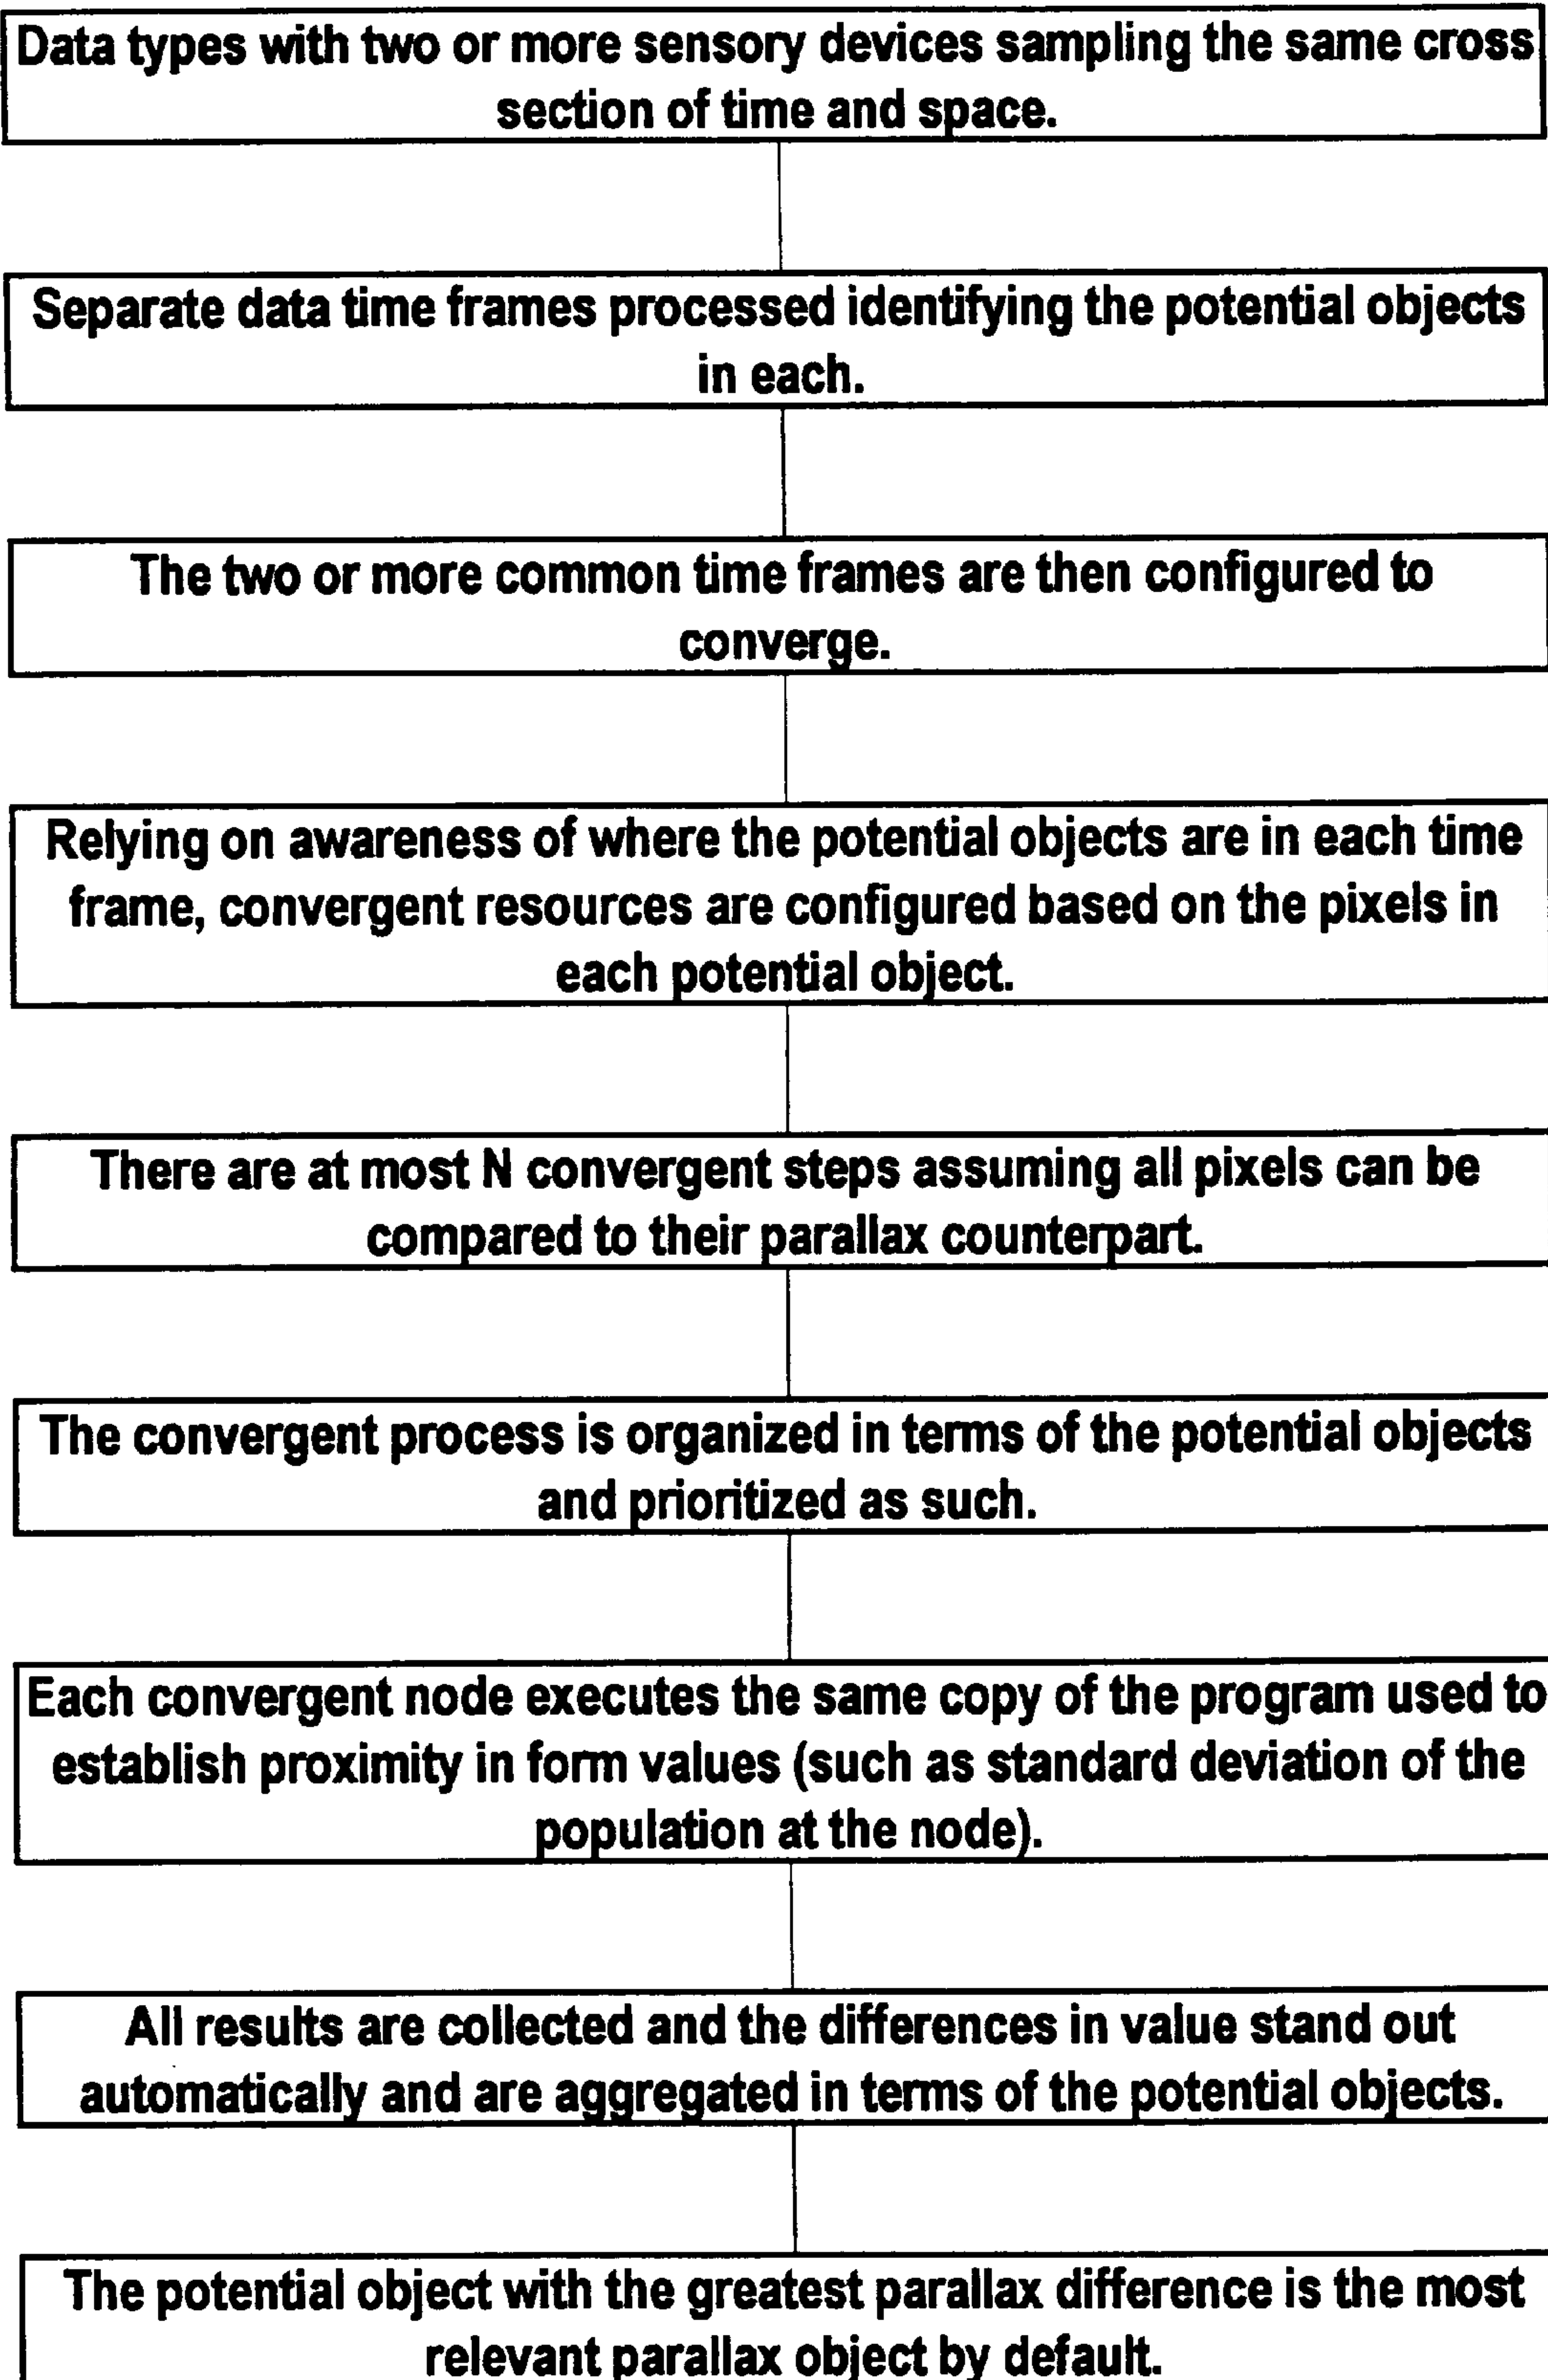 Data types with two or more sensory devices sampling the same cross
section of time and space.
Separate data time frames processed identifying the potential objects
in each.
The two or more common time frames are then configured to
converge.
Relying on awareness of where the potential objects are in each time
frame, convergent resources are configured based on the pixels in
each potential object.
There are at most N convergent steps assuming all pixels can be
compared to their parallax counterpart.
The convergent process is organized in terms of the potential objects
and prioritized as such.
Each convergent node executes the same copy of the program used to
establish proximity in form values (such as standard deviation of the
population at the node).
All results are collected and the differences in value stand out
automatically and are aggregated in terms of the potential objects.
The potential object with the greatest parallax difference is the most
relevant parallax object by default.